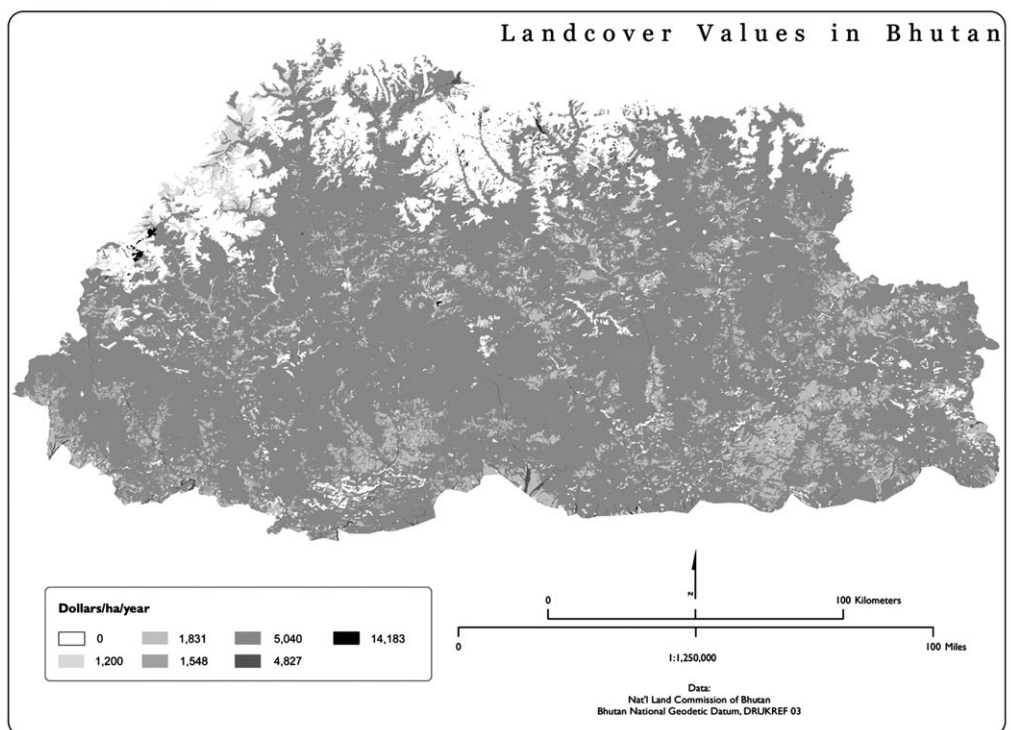 Landcover Values in Bhutan
Dollars/ha/year
0 1,831 5,040 14,183
1,200 1,548 4,827
N
0 100 Kilometers
0 100 Miles
1:1,250,000
Data:
Nat'l Land Commission of Bhutan
Bhutan National Geodetic Datum, DRUKREF 03